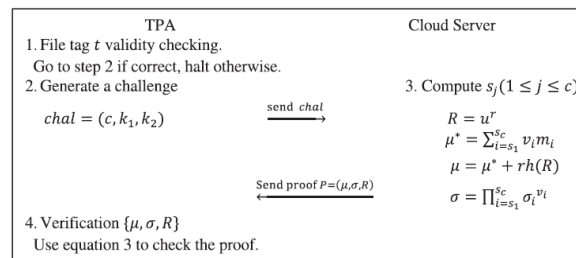 TPA Cloud Server
1. File tag t validity checking.
Go to step 2 if correct, halt otherwise.
2. Generate a challenge 3. Compute s_j(1 ≤ j ≤ c)
chal = (c, k_1, k_2) send chal R = u^r
μ* = ∑_{i=s_1}^{s_c} v_i m_i
μ = μ* + rh(R)
Send proof P=(μ,σ,R) σ = ∏_{i=s_1}^{s_c} σ_i^{v_i}
4. Verification {μ, σ, R}
Use equation 3 to check the proof.